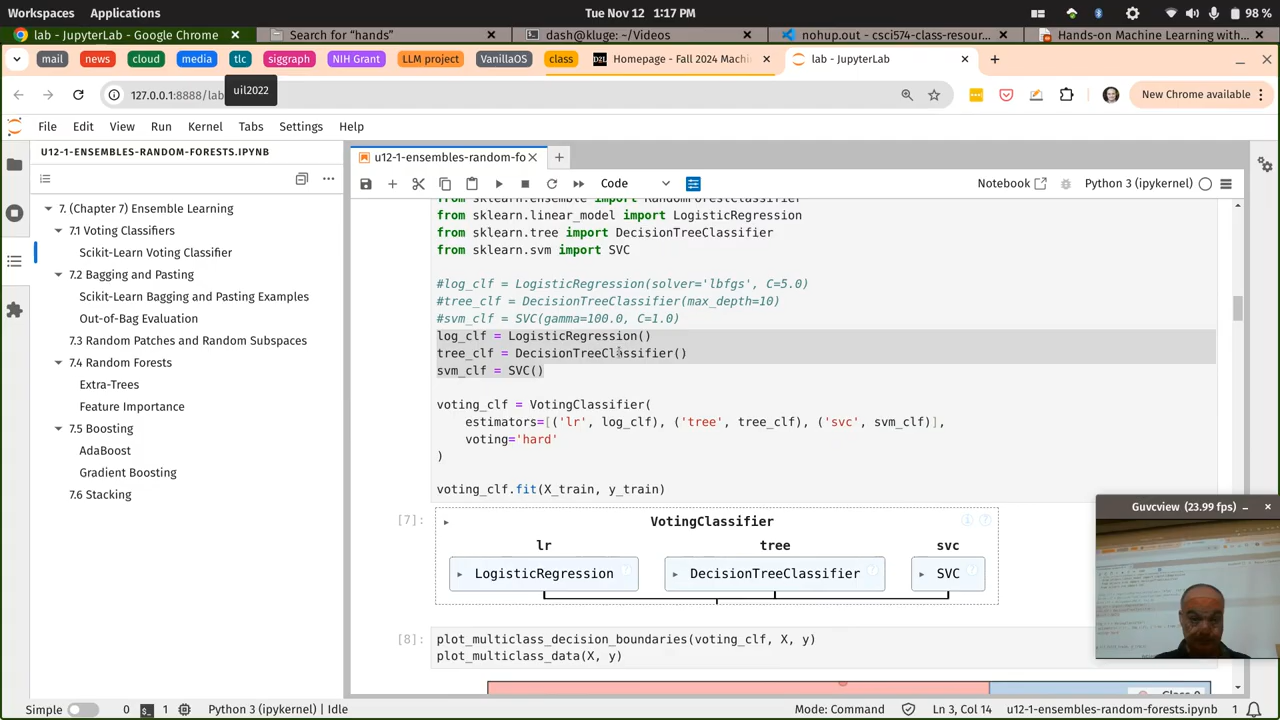 Workspaces Applications Tue Nov 12 1:17 PM 98 %
lab - JupyterLab - Google Chrome Search for “hands” dash@kluge: ~/Videos nohup.out - csci574-class-resour... Hands-on Machine Learning with...
mail news cloud media tlc siggraph NIH Grant LLM project VanillaOS class D2L Homepage - Fall 2024 Machi lab - JupyterLab
uil2022
127.0.0.1:8888/lab New Chrome available
File Edit View Run Kernel Tabs Settings Help
U12-1-ENSEMBLES-RANDOM-FORESTS.IPYNB
u12-1-ensembles-random-fo
Code Notebook Python 3 (ipykernel)
7. (Chapter 7) Ensemble Learning
7.1 Voting Classifiers
Scikit-Learn Voting Classifier
7.2 Bagging and Pasting
Scikit-Learn Bagging and Pasting Examples
Out-of-Bag Evaluation
7.3 Random Patches and Random Subspaces
7.4 Random Forests
Extra-Trees
Feature Importance
7.5 Boosting
AdaBoost
Gradient Boosting
7.6 Stacking
from sklearn.ensemble import RandomForestClassifier
from sklearn.linear_model import LogisticRegression
from sklearn.tree import DecisionTreeClassifier
from sklearn.svm import SVC
#log_clf = LogisticRegression(solver='lbfgs', C=5.0)
#tree_clf = DecisionTreeClassifier(max_depth=10)
#svm_clf = SVC(gamma=100.0, C=1.0)
log_clf = LogisticRegression()
tree_clf = DecisionTreeClassifier()
svm_clf = SVC()
voting_clf = VotingClassifier(
estimators=[('lr', log_clf), ('tree', tree_clf), ('svc', svm_clf)],
voting='hard'
)
voting_clf.fit(X_train, y_train)
[7]: VotingClassifier
lr tree svc
LogisticRegression DecisionTreeClassifier SVC
Guvcview (23.99 fps)
[8]: plot_multiclass_decision_boundaries(voting_clf, X, y)
plot_multiclass_data(X, y)
Class 0
Simple 0 1 Python 3 (ipykernel) | Idle Mode: Command Ln 3, Col 14 u12-1-ensembles-random-forests.ipynb 1